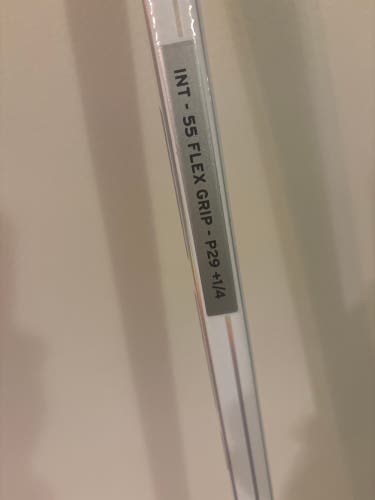 INT - 55 FLEX GRIP - P29 +1/4